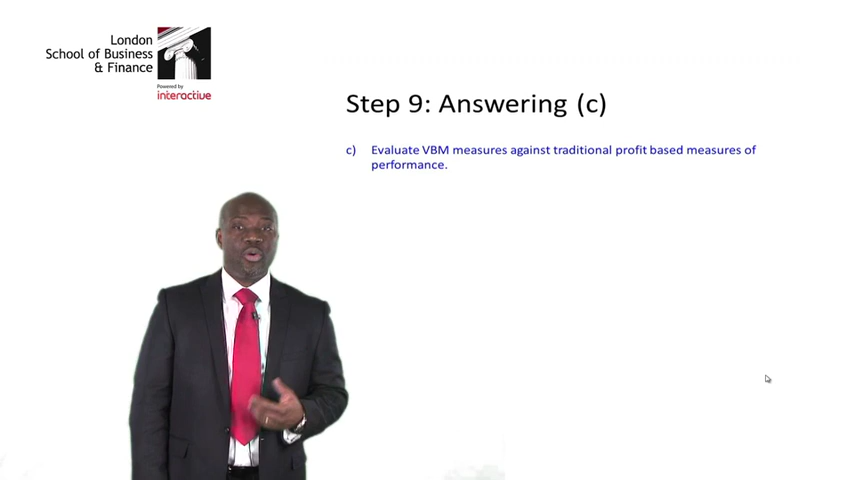 London
School of Business
& Finance
Powered by
interactive
Step 9: Answering (c)
c) Evaluate VBM measures against traditional profit based measures of
performance.